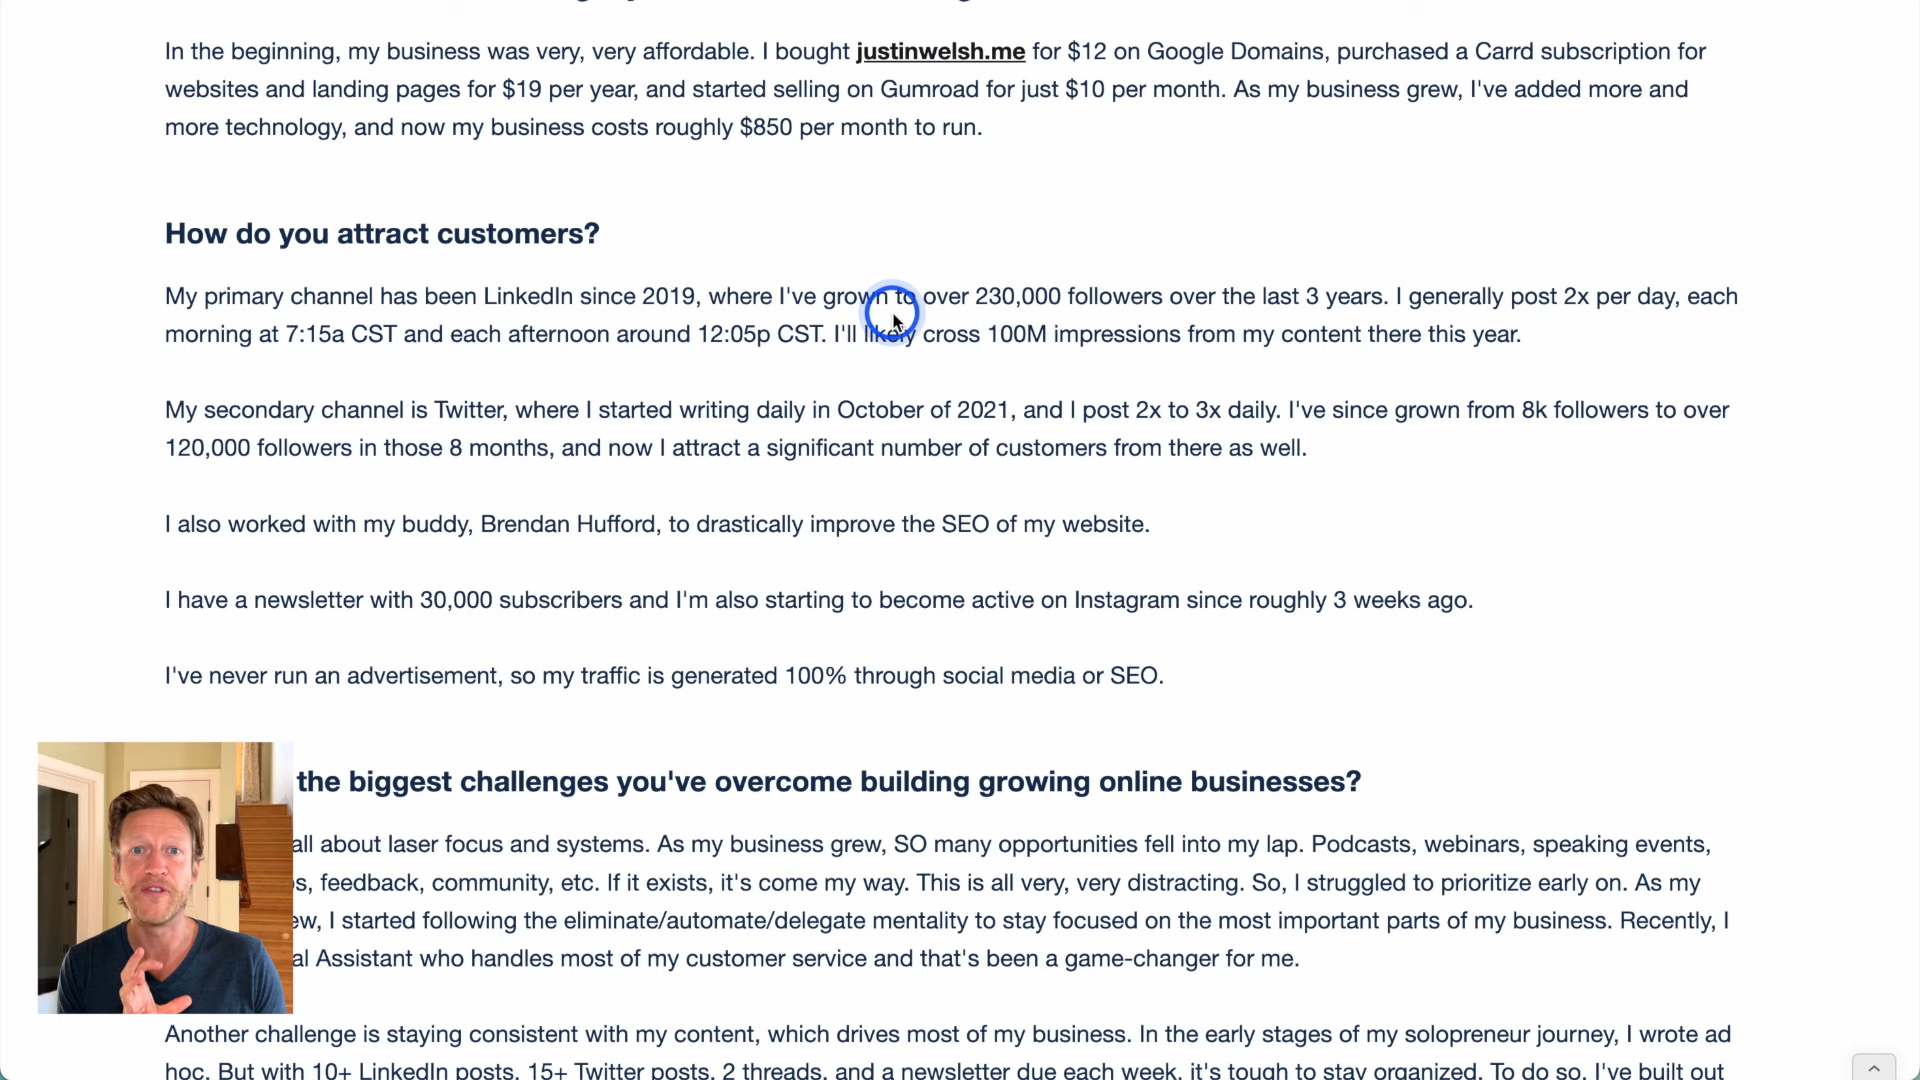 In the beginning, my business was very, very affordable. I bought justinwelsh.me for $12 on Google Domains, purchased a Carrd subscription for
websites and landing pages for $19 per year, and started selling on Gumroad for just $10 per month. As my business grew, I've added more and
more technology, and now my business costs roughly $850 per month to run.
How do you attract customers?
My primary channel has been LinkedIn since 2019, where I've grown to over 230,000 followers over the last 3 years. I generally post 2x per day, each
morning at 7:15a CST and each afternoon around 12:05p CST. I'll likely cross 100M impressions from my content there this year.
My secondary channel is Twitter, where I started writing daily in October of 2021, and I post 2x to 3x daily. I've since grown from 8k followers to over
120,000 followers in those 8 months, and now I attract a significant number of customers from there as well.
I also worked with my buddy, Brendan Hufford, to drastically improve the SEO of my website.
I have a newsletter with 30,000 subscribers and I'm also starting to become active on Instagram since roughly 3 weeks ago.
I've never run an advertisement, so my traffic is generated 100% through social media or SEO.
the biggest challenges you've overcome building growing online businesses?
all about laser focus and systems. As my business grew, SO many opportunities fell into my lap. Podcasts, webinars, speaking events,
s, feedback, community, etc. If it exists, it's come my way. This is all very, very distracting. So, I struggled to prioritize early on. As my
ew, I started following the eliminate/automate/delegate mentality to stay focused on the most important parts of my business. Recently, I
al Assistant who handles most of my customer service and that's been a game-changer for me.
Another challenge is staying consistent with my content, which drives most of my business. In the early stages of my solopreneur journey, I wrote ad
hoc. But with 10+ LinkedIn posts, 15+ Twitter posts, 2 threads, and a newsletter due each week, it's tough to stay organized. To do so, I've built out